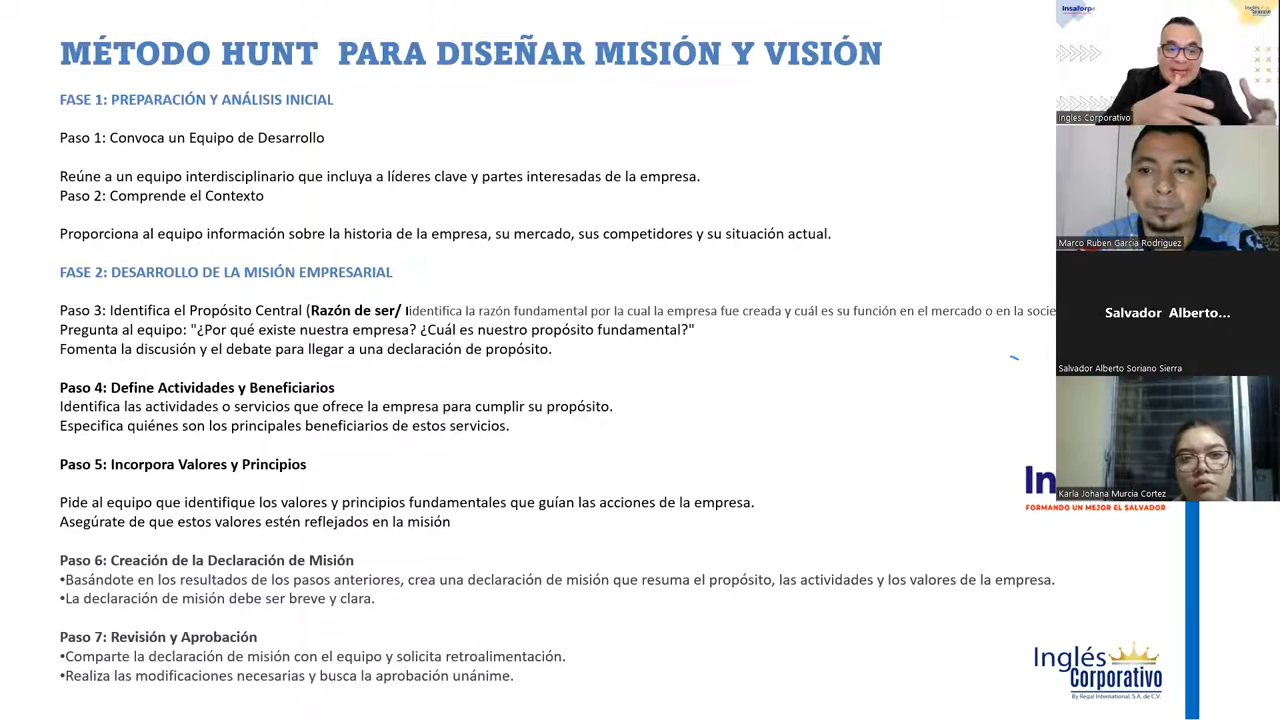 MÉTODO HUNT PARA DISEÑAR MISIÓN Y VISIÓN
FASE 1: PREPARACIÓN Y ANÁLISIS INICIAL
Paso 1: Convoca un Equipo de Desarrollo
Reúne a un equipo interdisciplinario que incluya a líderes clave y partes interesadas de la empresa.
Paso 2: Comprende el Contexto
Proporciona al equipo información sobre la historia de la empresa, su mercado, sus competidores y su situación actual.
FASE 2: DESARROLLO DE LA MISIÓN EMPRESARIAL
Paso 3: Identifica el Propósito Central (Razón de ser/ Iidentifica la razón fundamental por la cual la empresa fue creada y cuál es su función en el mercado o en la socie
Pregunta al equipo: "¿Por qué existe nuestra empresa? ¿Cuál es nuestro propósito fundamental?"
Fomenta la discusión y el debate para llegar a una declaración de propósito.
Paso 4: Define Actividades y Beneficiarios
Identifica las actividades o servicios que ofrece la empresa para cumplir su propósito.
Especifica quiénes son los principales beneficiarios de estos servicios.
Paso 5: Incorpora Valores y Principios
Pide al equipo que identifique los valores y principios fundamentales que guían las acciones de la empresa.
Asegúrate de que estos valores estén reflejados en la misión
Paso 6: Creación de la Declaración de Misión
•Basándote en los resultados de los pasos anteriores, crea una declaración de misión que resuma el propósito, las actividades y los valores de la empresa.
•La declaración de misión debe ser breve y clara.
Paso 7: Revisión y Aprobación
•Comparte la declaración de misión con el equipo y solicita retroalimentación.
•Realiza las modificaciones necesarias y busca la aprobación unánime.
Insaforp
Inglés Corporativo
Marco Ruben Garcia Rodriguez
Salvador Alberto...
Salvador Alberto Soriano Sierra
Karla Johana Murcia Cortez
In
FORMANDO UN MEJOR EL SALVADOR
Inglés
Corporativo
By Regal International, S.A. de C.V.